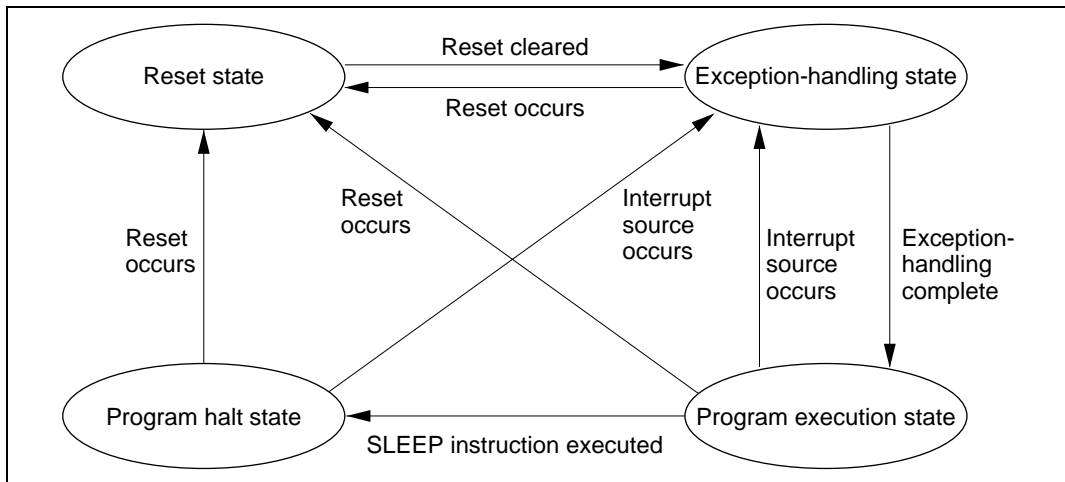 Reset cleared
Reset state
Exception-handling state
Reset occurs
Reset
occurs
Reset
occurs
Interrupt
source
occurs
Interrupt
source
occurs
Exception-
handling
complete
Program halt state
Program execution state
SLEEP instruction executed